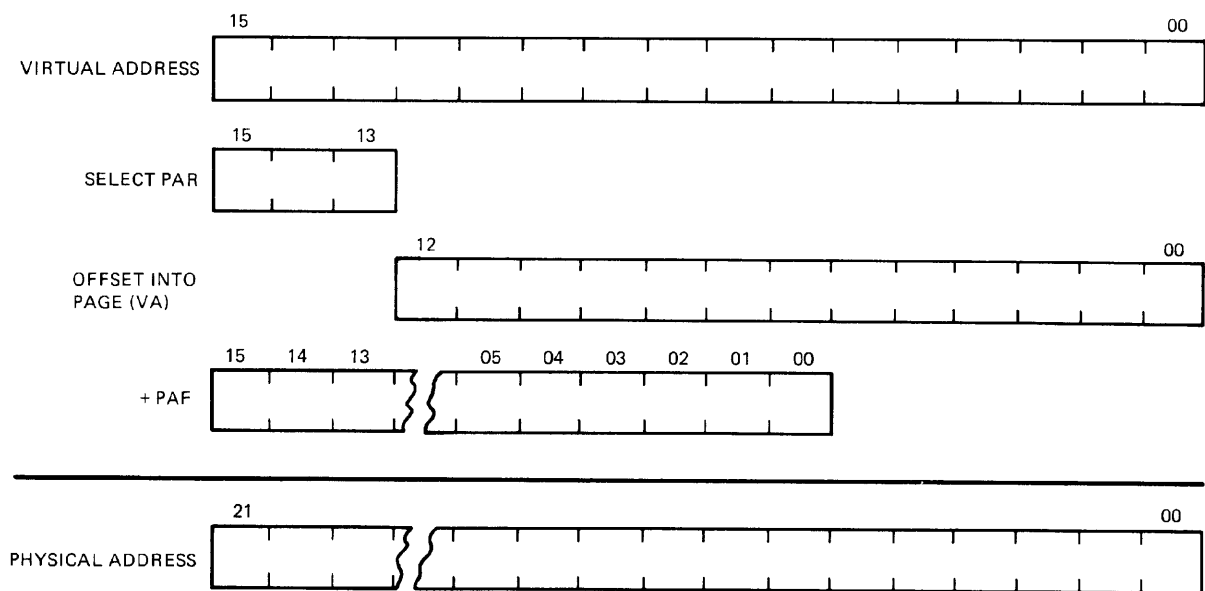 15 00
VIRTUAL ADDRESS
15 13
SELECT PAR
12 00
OFFSET INTO
PAGE (VA)
15 14 13 05 04 03 02 01 00
+ PAF
21 00
PHYSICAL ADDRESS